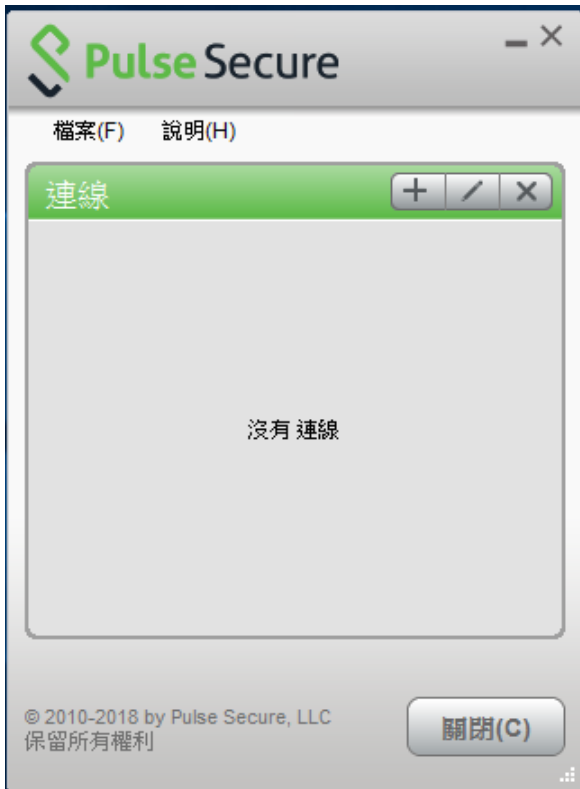 Pulse Secure
檔案(F) 說明(H)
連線
沒有 連線
© 2010-2018 by Pulse Secure, LLC
保留所有權利
關閉(C)